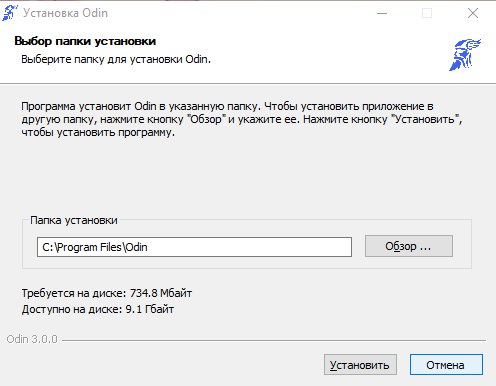 Установка Odin
Выбор папки установки
Выберите папку для установки Odin.
Программа установит Odin в указанную папку. Чтобы установить приложение в
другую папку, нажмите кнопку "Обзор" и укажите ее. Нажмите кнопку "Установить",
чтобы установить программу.
Папка установки
C:\Program Files\Odin
Обзор ...
Требуется на диске: 734.8 Мбайт
Доступно на диске: 9.1 Гбайт
Odin 3.0.0
Установить
Отмена